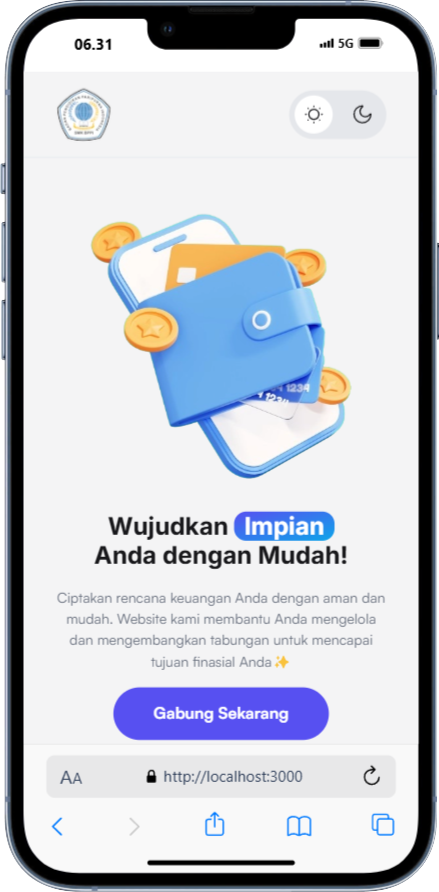 06.31
5G
1234
Wujudkan Impian
Anda dengan Mudah!
Ciptakan rencana keuangan Anda dengan aman dan
mudah. Website kami membantu Anda mengelola
dan mengembangkan tabungan untuk mencapai
tujuan finasial Anda✨
Gabung Sekarang
AA
http://localhost:3000